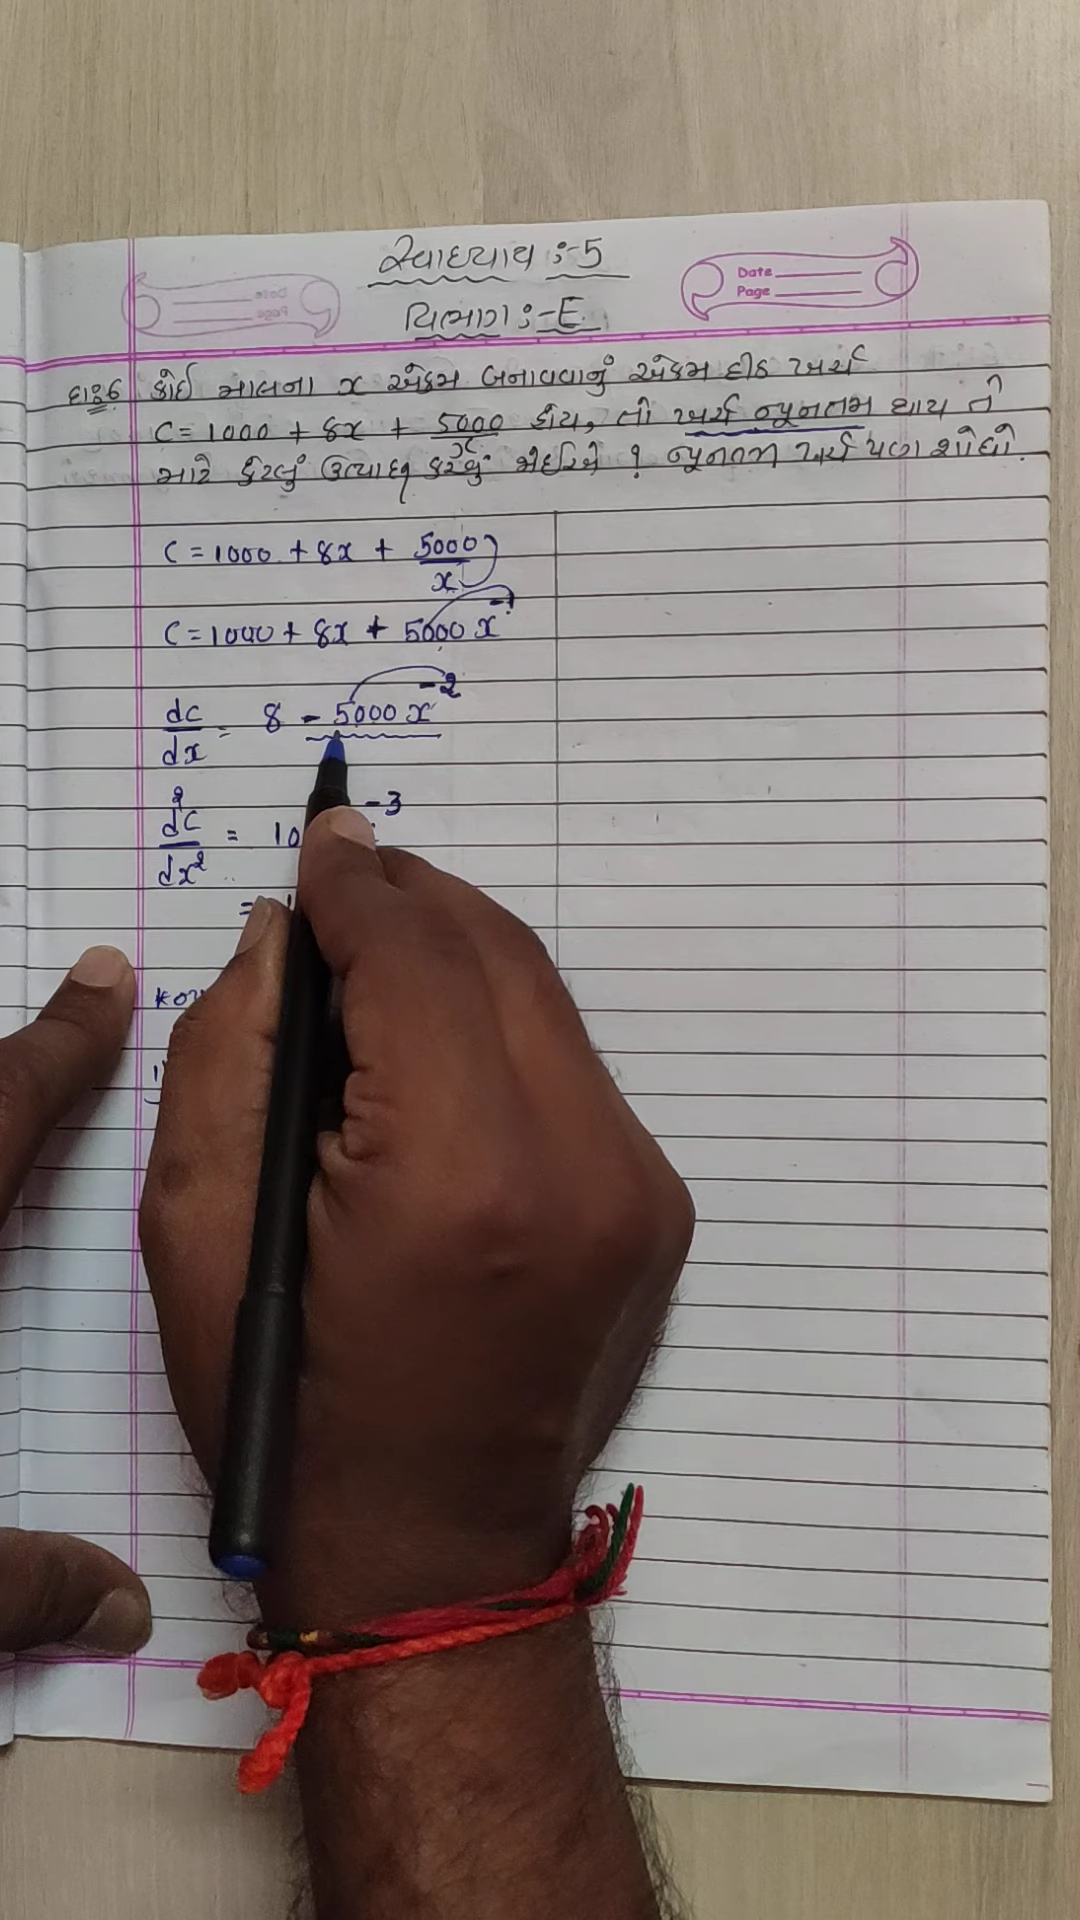 સ્વાધ્યાય :- 5
વિભાગ :- E
Date
Page
દા.6 કોઈ માલના x એકમ બનાવવાનું એકમ દીઠ ખર્ચ
C = 1000 + 8x + 5000/x હોય, તો ખર્ચ ન્યૂનતમ થાય તે
માટે કેટલું ઉત્પાદન કરવું જોઈએ ? ન્યૂનતમ ખર્ચ પણ શોધો.
C = 1000 + 8x + 5000/x
C = 1000 + 8x + 5000 x⁻¹
dc/dx = 8 - 5000 x⁻²
d²c/dx² = 10 ⁻³
=